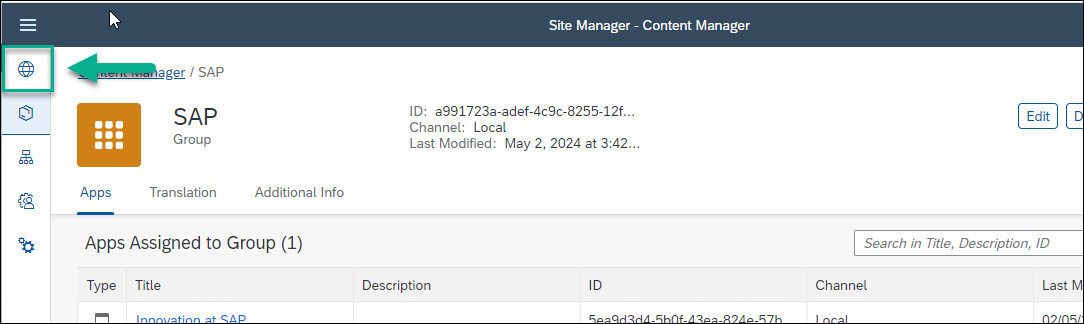 Site Manager - Content Manager
Content Manager / SAP
SAP
Group
ID: a991723a-adef-4c9c-8255-12f...
Channel: Local
Last Modified: May 2, 2024 at 3:42...
Edit D
Apps Translation Additional Info
Apps Assigned to Group (1)
Search in Title, Description, ID
Type Title Description ID Channel Last M
Innovation at SAP 5ea9d3d4-5b0f-43ea-824e-57b Local 02/05/